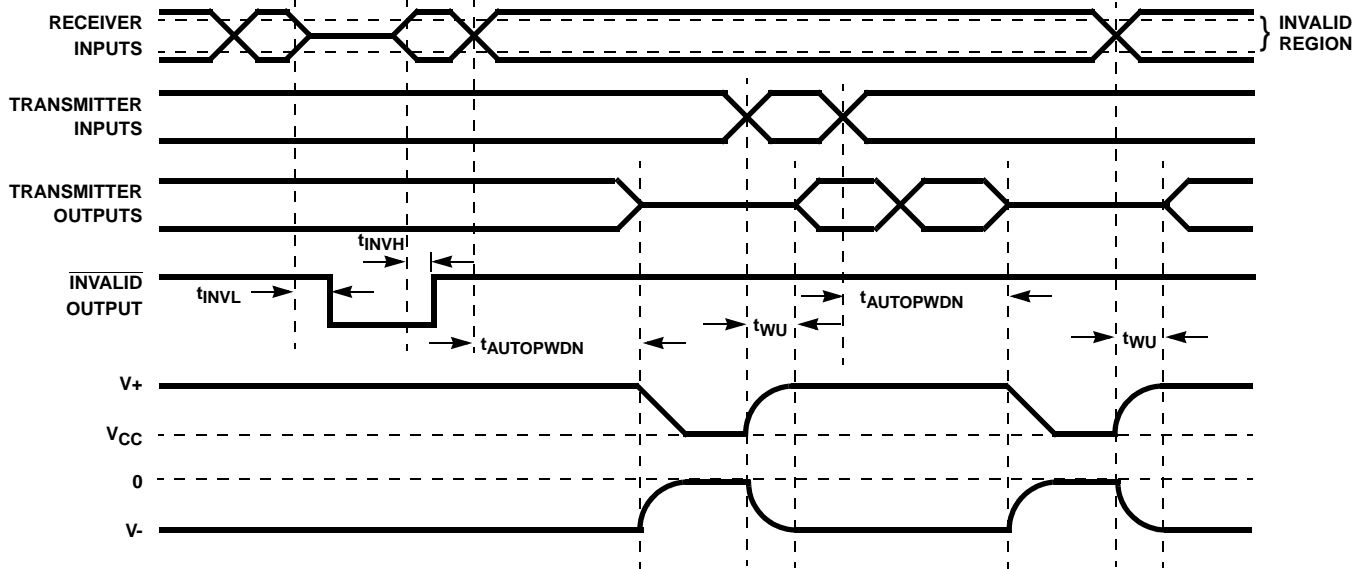 RECEIVER
INPUTS
} INVALID
REGION
TRANSMITTER
INPUTS
TRANSMITTER
OUTPUTS
tINVH
INVALID
OUTPUT
tINVL
tAUTOPWDN
tWU
tAUTOPWDN
tWU
V+
VCC
0
V-